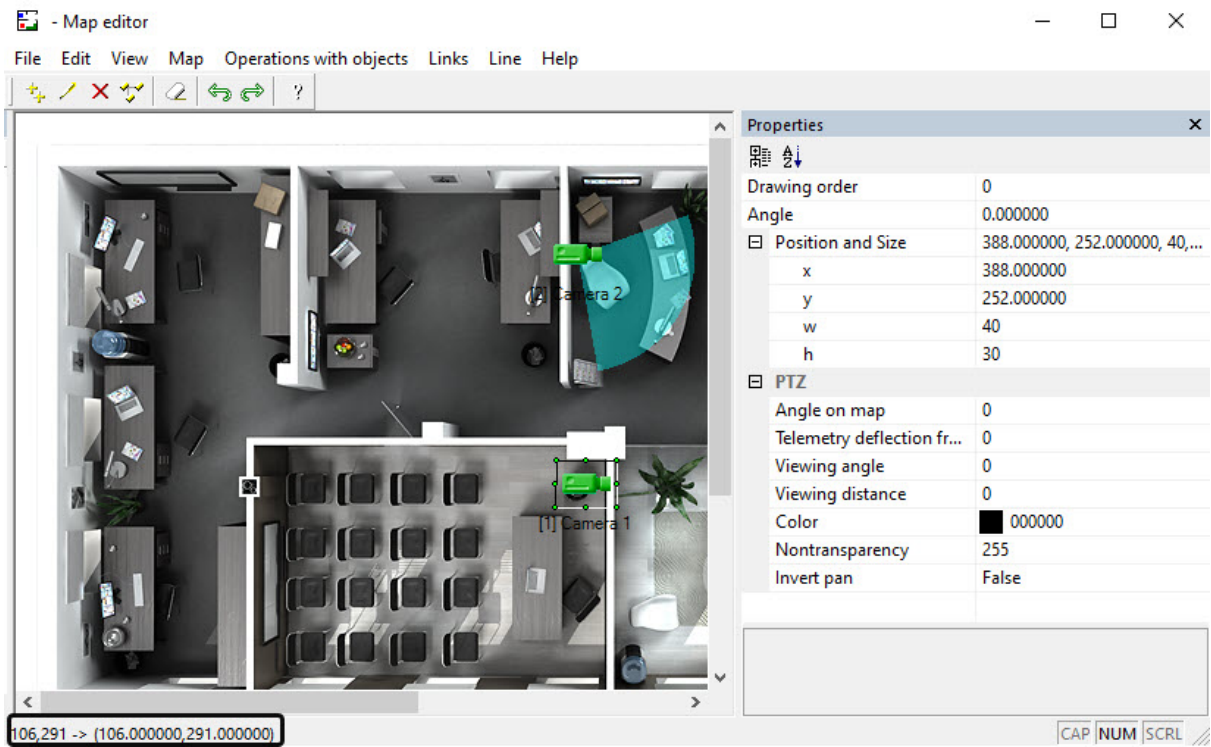 - Map editor
File Edit View Map Operations with objects Links Line Help
?
Properties
A
Z
Drawing order 0
Angle 0.000000
Position and Size 388.000000, 252.000000, 40,...
x 388.000000
y 252.000000
w 40
h 30
PTZ
Angle on map 0
Telemetry deflection fr... 0
Viewing angle 0
Viewing distance 0
Color 000000
Nontransparency 255
Invert pan False
[2] Camera 2
[1] Camera 1
106,291 -> (106.000000,291.000000)
CAP NUM SCRL